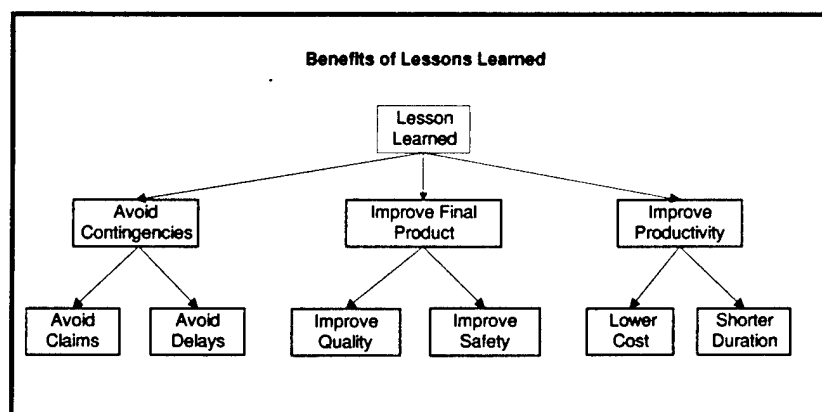 Benefits of Lessons Learned
Lesson
Learned
Avoid
Contingencies
Improve Final
Product
Improve
Productivity
Avoid
Claims
Avoid
Delays
Improve
Quality
Improve
Safety
Lower
Cost
Shorter
Duration